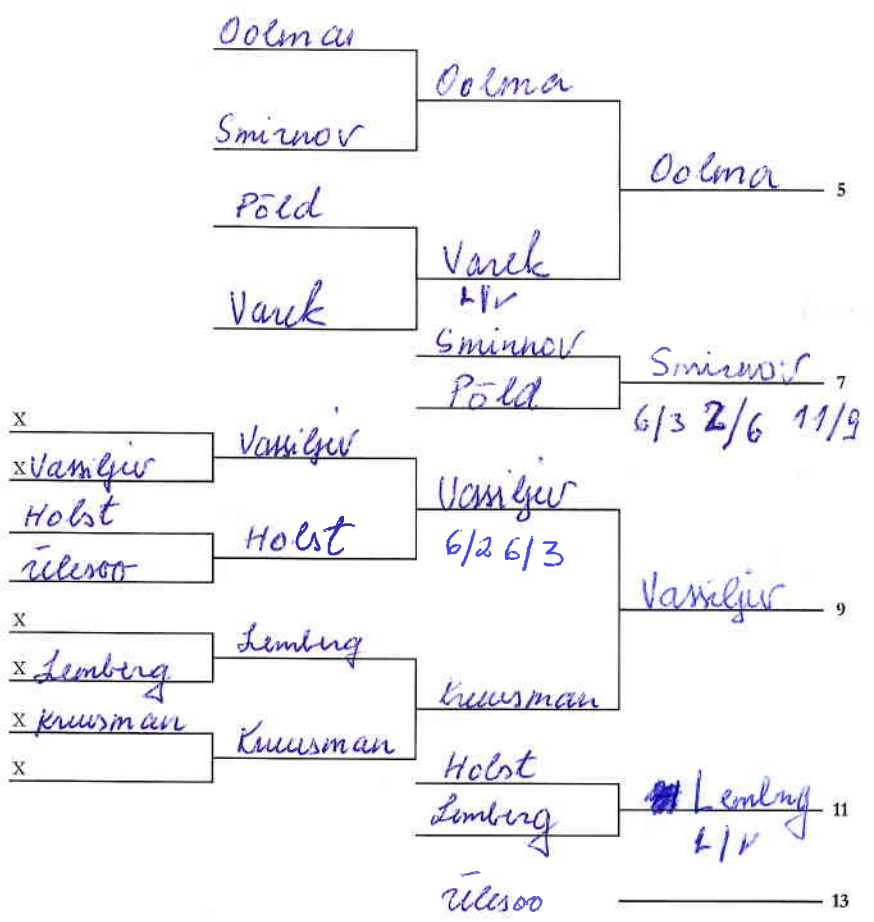 Oolmai
Oolma
Smirnov
Oolma 5
Põld
Varek
L/V
Varek
Smirnov
Smirnov 7
Põld
6/3 2/6 11/9
X
Vassiljev
X Vassiljev
Vassiljev
Holst
Holst
6/2 6/3
Ülesoo
Vassiljev 9
X
Lemberg
X Lemberg
Kruusman
X Kruusman
Kruusman
X
Holst
Lemberg 11
Lemberg
L/V
Ülesoo 13